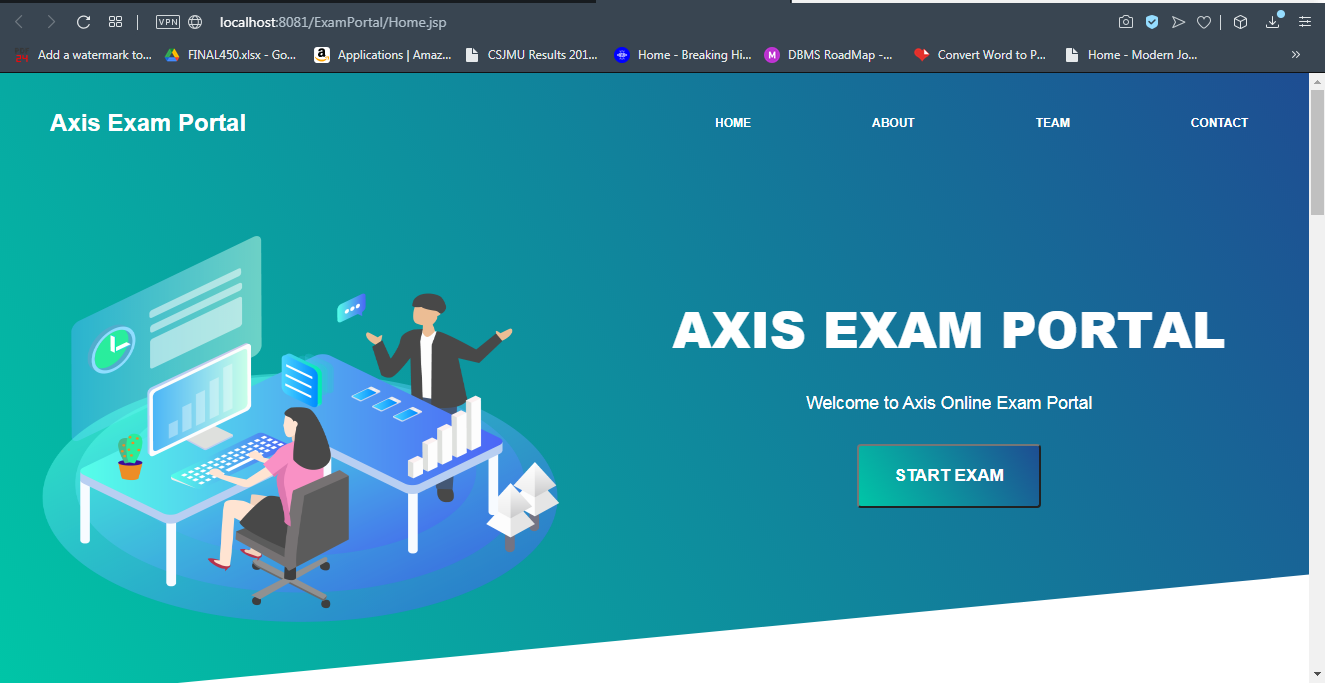 VPN localhost:8081/ExamPortal/Home.jsp
Add a watermark to... FINAL450.xlsx - Go... a Applications | Amaz... CSJMU Results 201... Home - Breaking Hi... M DBMS RoadMap -... Convert Word to P... Home - Modern Jo... »
Axis Exam Portal HOME ABOUT TEAM CONTACT
AXIS EXAM PORTAL
Welcome to Axis Online Exam Portal
START EXAM